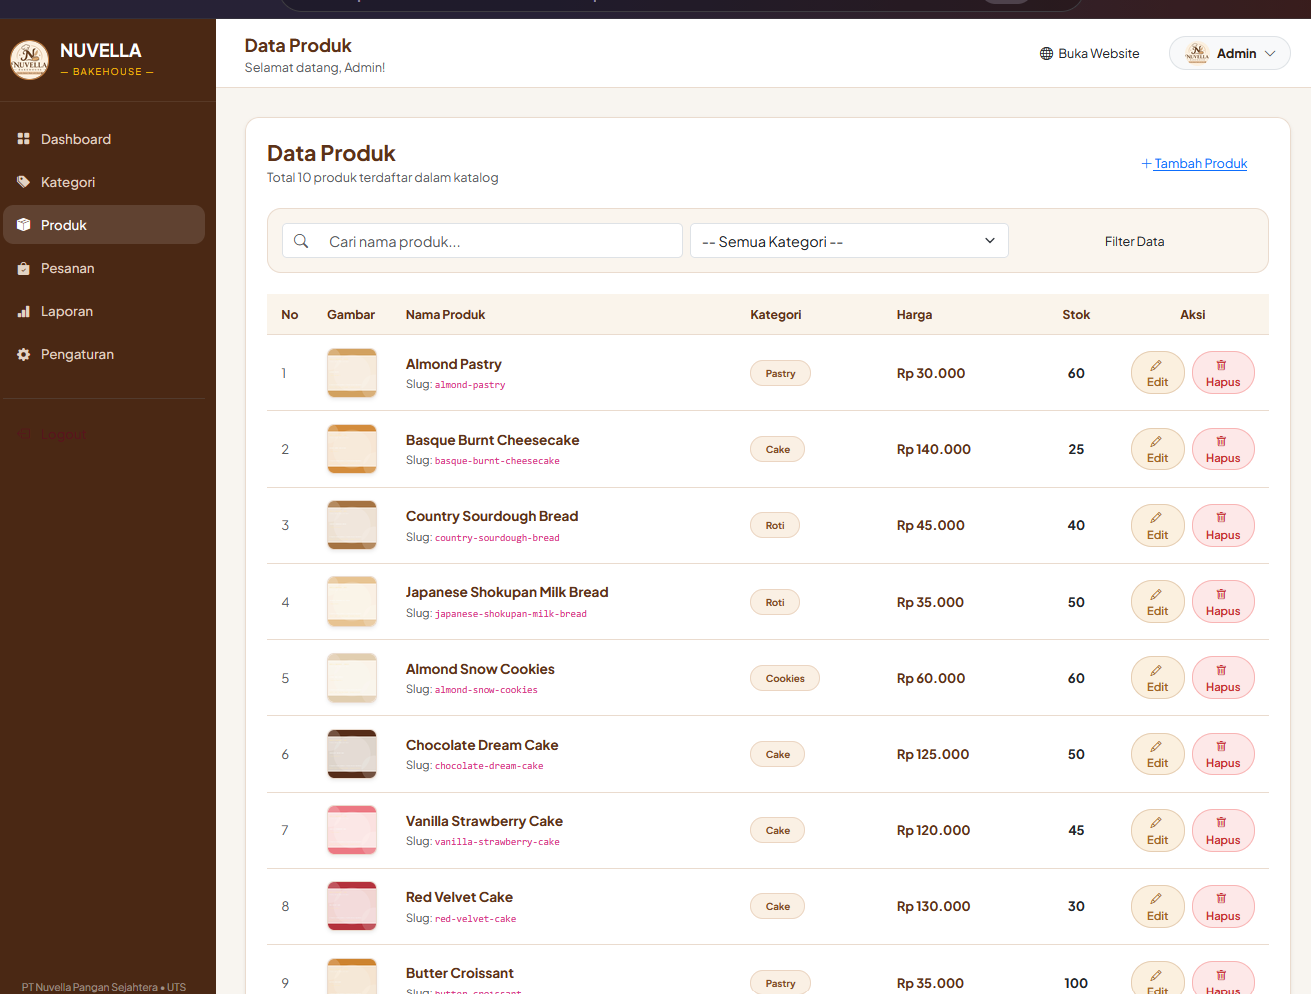 NUVELLA
— BAKEHOUSE —
Dashboard
Kategori
Produk
Pesanan
Laporan
Pengaturan
Logout
PT Nuvella Pangan Sejahtera • UTS
Data Produk
Selamat datang, Admin!
Buka Website
NUVELLA
Admin
Data Produk
Total 10 produk terdaftar dalam katalog
+ Tambah Produk
Cari nama produk...
-- Semua Kategori --
Filter Data
No Gambar Nama Produk Kategori Harga Stok Aksi
1 Almond Pastry Pastry Rp 30.000 60 Edit Hapus
Slug: almond-pastry
2 Basque Burnt Cheesecake Cake Rp 140.000 25 Edit Hapus
Slug: basque-burnt-cheesecake
3 Country Sourdough Bread Roti Rp 45.000 40 Edit Hapus
Slug: country-sourdough-bread
4 Japanese Shokupan Milk Bread Roti Rp 35.000 50 Edit Hapus
Slug: japanese-shokupan-milk-bread
5 Almond Snow Cookies Cookies Rp 60.000 60 Edit Hapus
Slug: almond-snow-cookies
6 Chocolate Dream Cake Cake Rp 125.000 50 Edit Hapus
Slug: chocolate-dream-cake
7 Vanilla Strawberry Cake Cake Rp 120.000 45 Edit Hapus
Slug: vanilla-strawberry-cake
8 Red Velvet Cake Cake Rp 130.000 30 Edit Hapus
Slug: red-velvet-cake
9 Butter Croissant Pastry Rp 35.000 100 Edit Hapus
Slug: butter-croissant